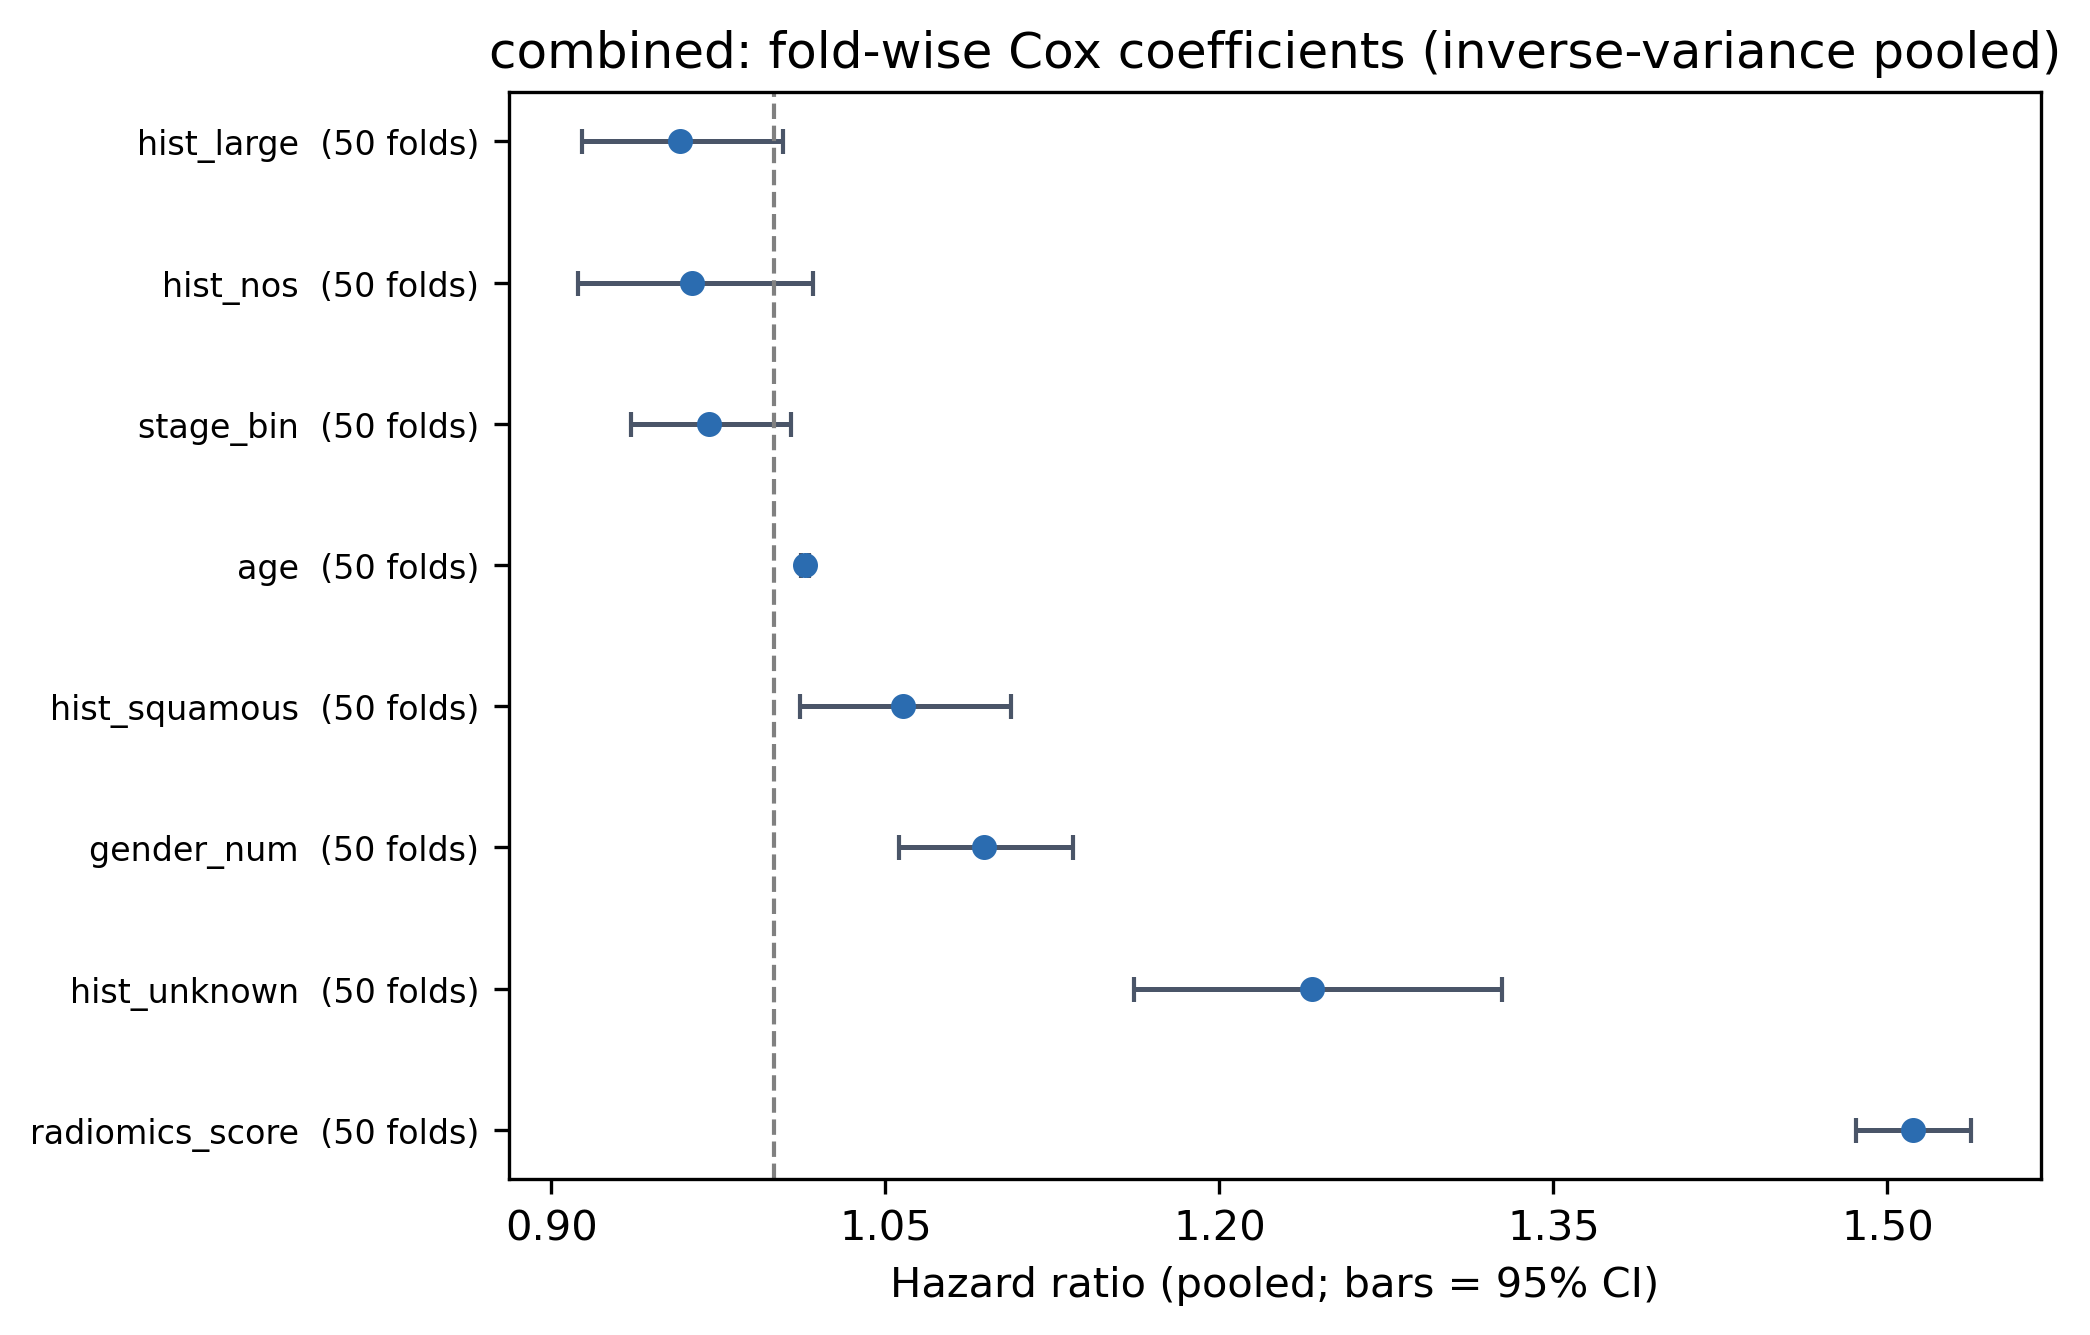 combined: fold-wise Cox coefficients (inverse-variance pooled)
hist_large (50 folds)
hist_nos (50 folds)
stage_bin (50 folds)
age (50 folds)
hist_squamous (50 folds)
gender_num (50 folds)
hist_unknown (50 folds)
radiomics_score (50 folds)
0.90 1.05 1.20 1.35 1.50
Hazard ratio (pooled; bars = 95% CI)